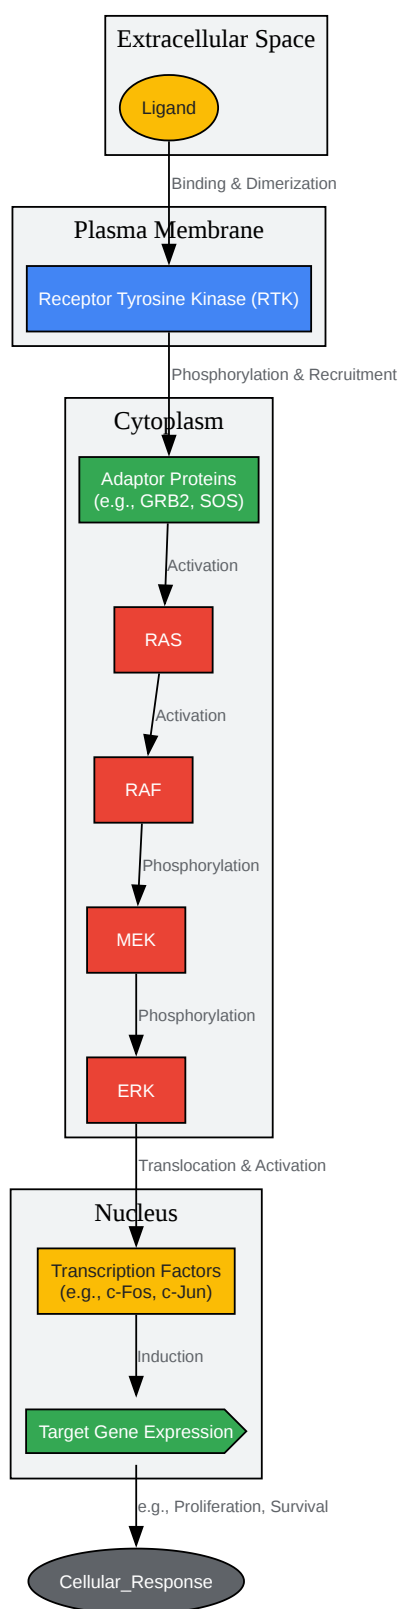 Extracellular Space
Ligand
Binding & Dimerization
Plasma Membrane
Receptor Tyrosine Kinase (RTK)
Phosphorylation & Recruitment
Cytoplasm
Adaptor Proteins
(e.g., GRB2, SOS)
Activation
RAS
Activation
RAF
Phosphorylation
MEK
Phosphorylation
ERK
Translocation & Activation
Nucleus
Transcription Factors
(e.g., c-Fos, c-Jun)
Induction
Target Gene Expression
e.g., Proliferation, Survival
Cellular_Response